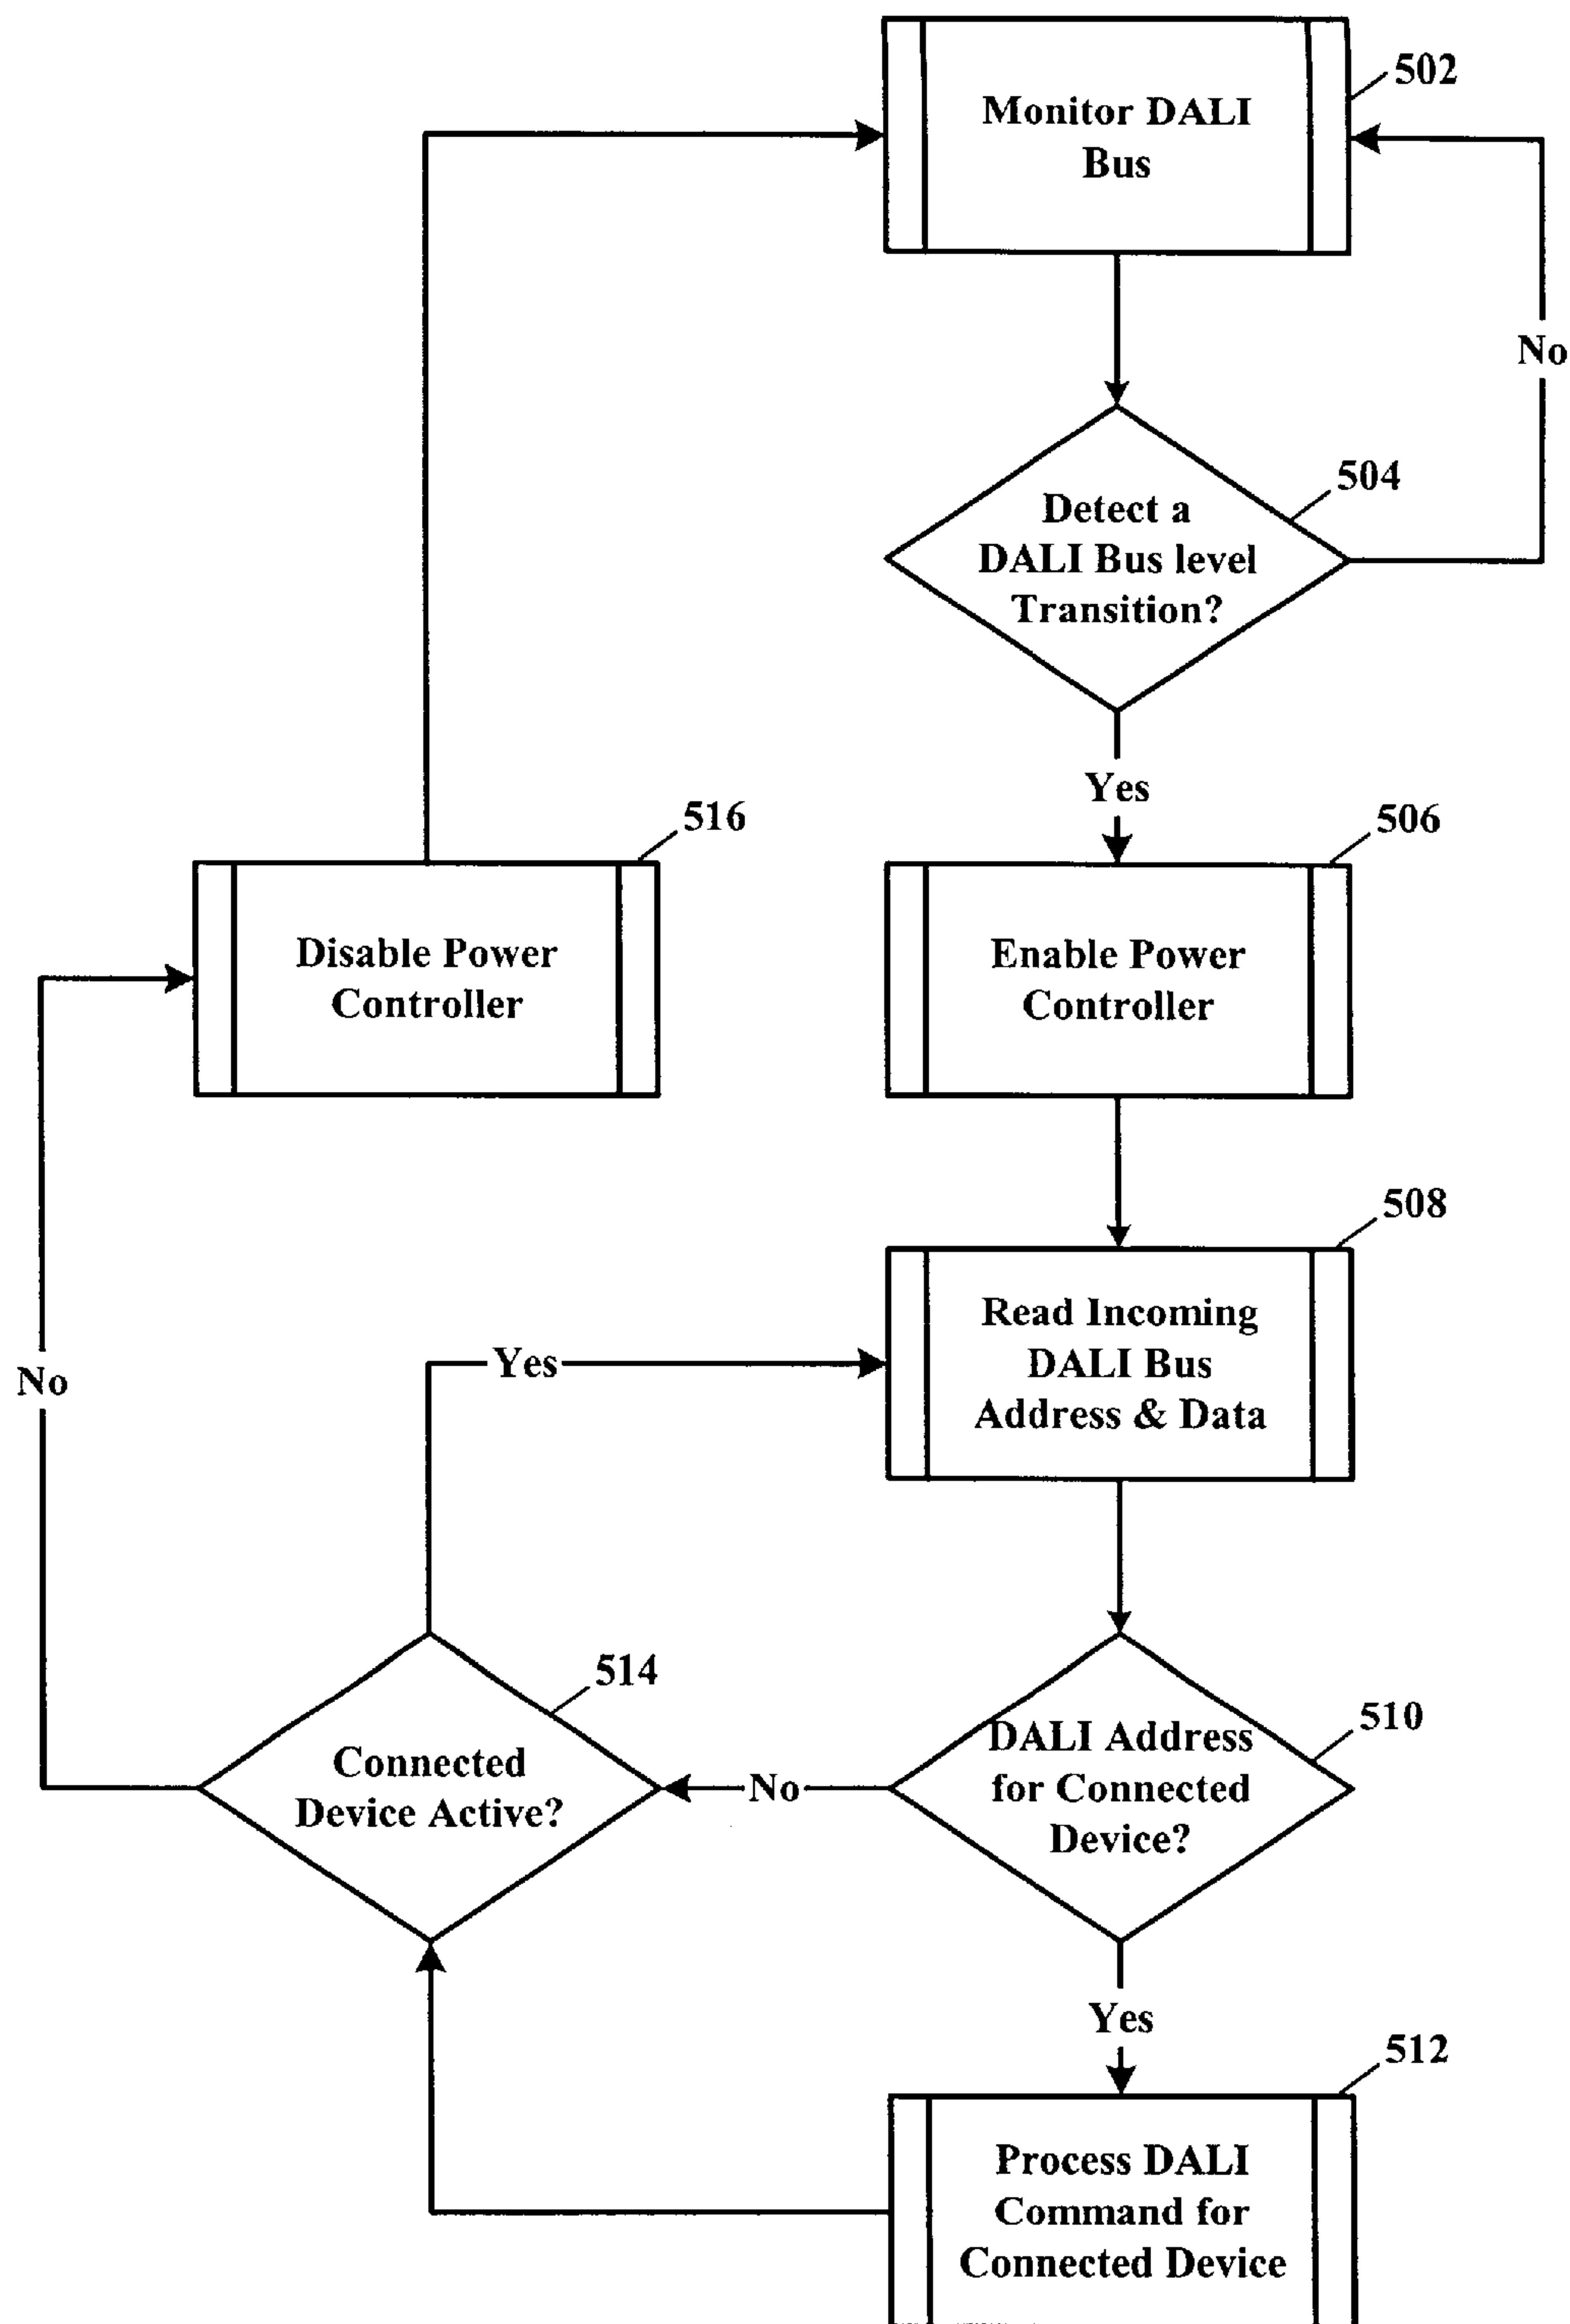 502
Monitor DALI
Bus
No
504
Detect a
DALI Bus level
Transition?
Yes
516
506
Disable Power
Controller
Enable Power
Controller
508
Read Incoming
DALI Bus
Address & Data
Yes
No
514
510
Connected
Device Active?
No
DALI Address
for Connected
Device?
Yes
512
Process DALI
Command for
Connected Device